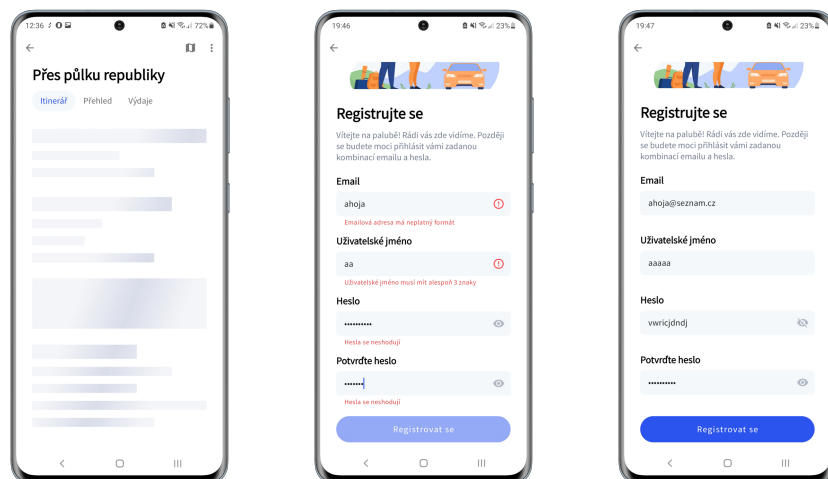 12:36
72%
Přes půlku republiky
Itinerář
Přehled
Výdaje
19:46
23%
Registrujte se
Vítejte na palubě! Rádi vás zde vidíme. Později
se budete moci přihlásit vámi zadanou
kombinací emailu a hesla.
Email
ahoja
Emailová adresa má neplatný formát
Uživatelské jméno
aa
Uživatelské jméno musí mít alespoň 3 znaky
Heslo
••••••••••
Hesla se neshodují
Potvrďte heslo
•••••••
Hesla se neshodují
Registrovat se
19:47
23%
Registrujte se
Vítejte na palubě! Rádi vás zde vidíme. Později
se budete moci přihlásit vámi zadanou
kombinací emailu a hesla.
Email
ahoja@seznam.cz
Uživatelské jméno
aaaaa
Heslo
vwricjdndj
Potvrďte heslo
••••••••••
Registrovat se